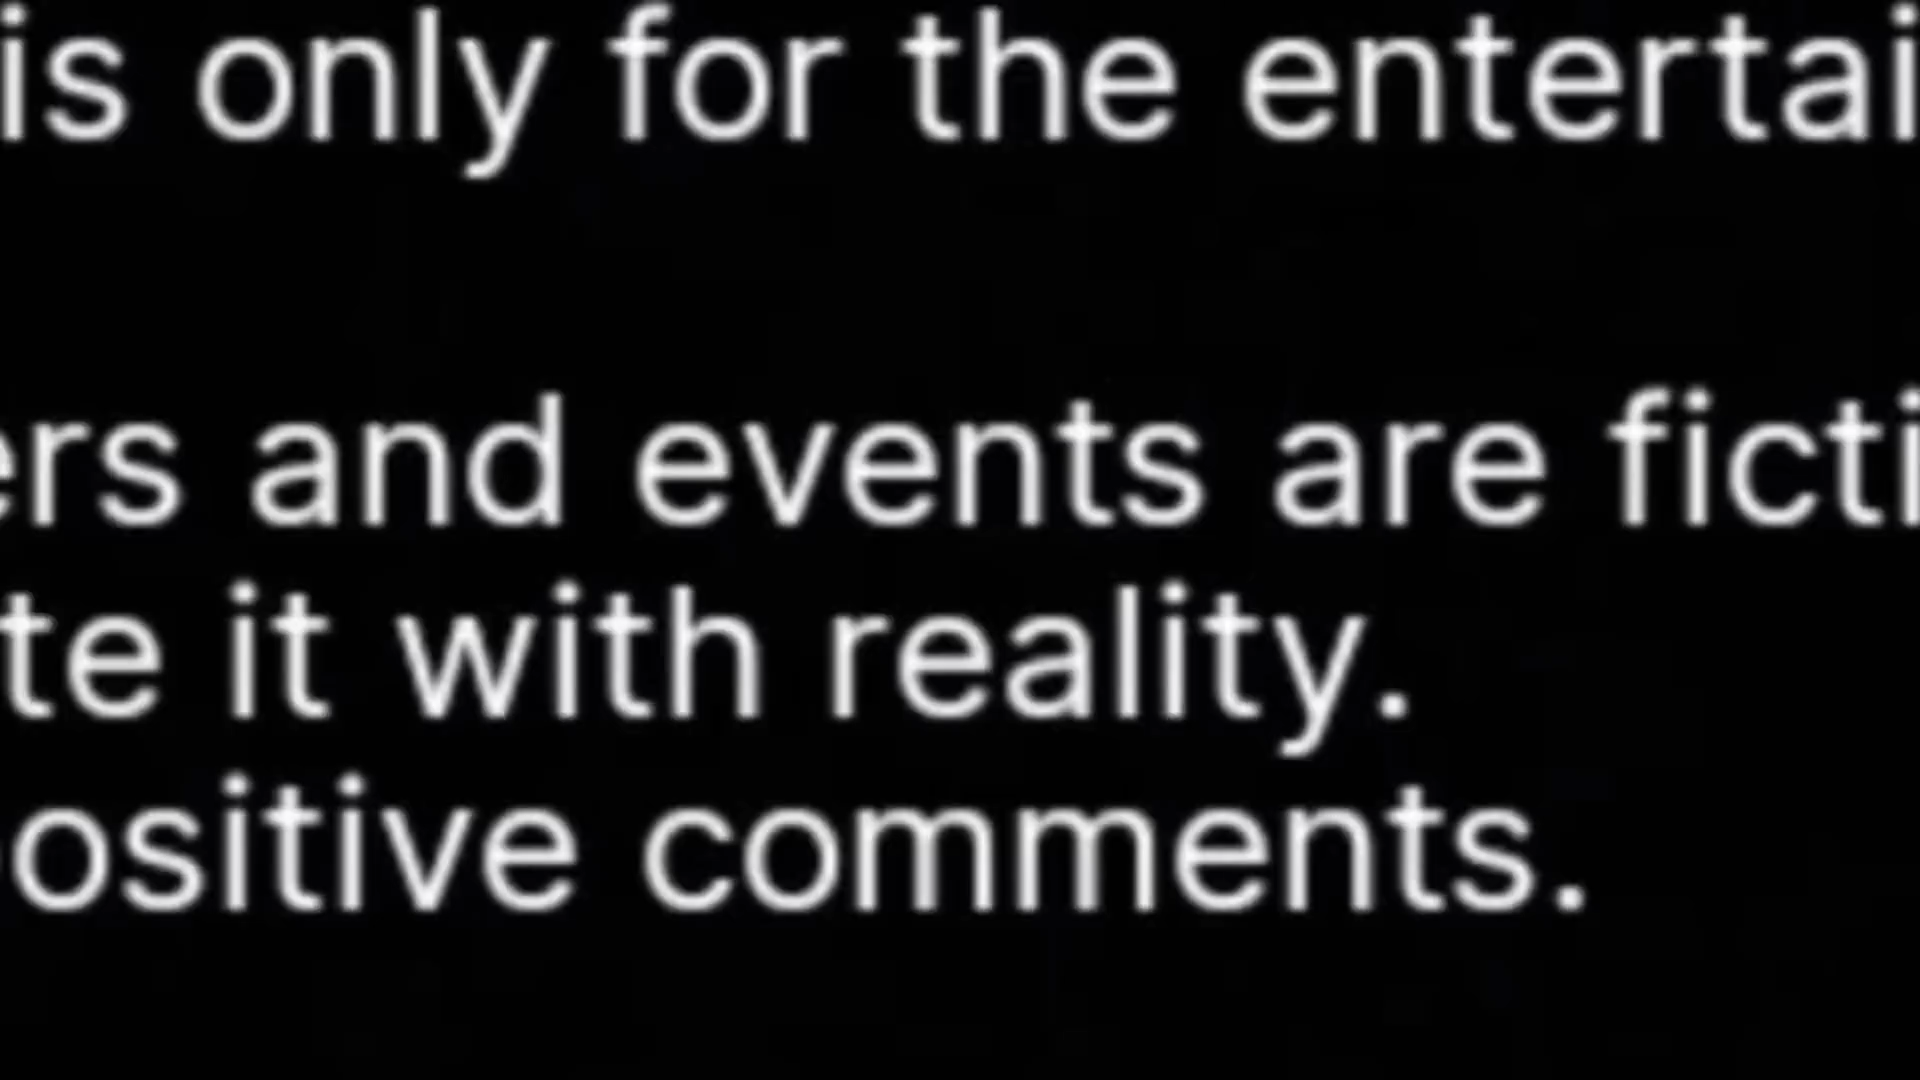 is only for the entertai
ers and events are ficti
te it with reality.
ositive comments.